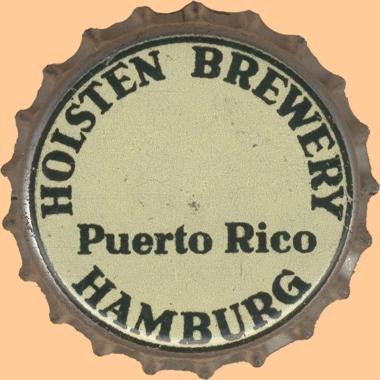 HOLSTEN BREWERY
Puerto Rico
HAMBURG